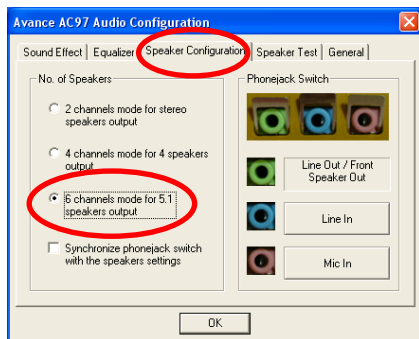 Avance AC97 Audio Configuration
Sound Effect
Equalizer
Speaker Configuration
Speaker Test
General
No. of Speakers
2 channels mode for stereo
speakers output
4 channels mode for 4 speakers
output
6 channels mode for 5.1
speakers output
Synchronize phonejack switch
with the speakers settings
Phonejack Switch
Line Out / Front
Speaker Out
Line In
Mic In
OK